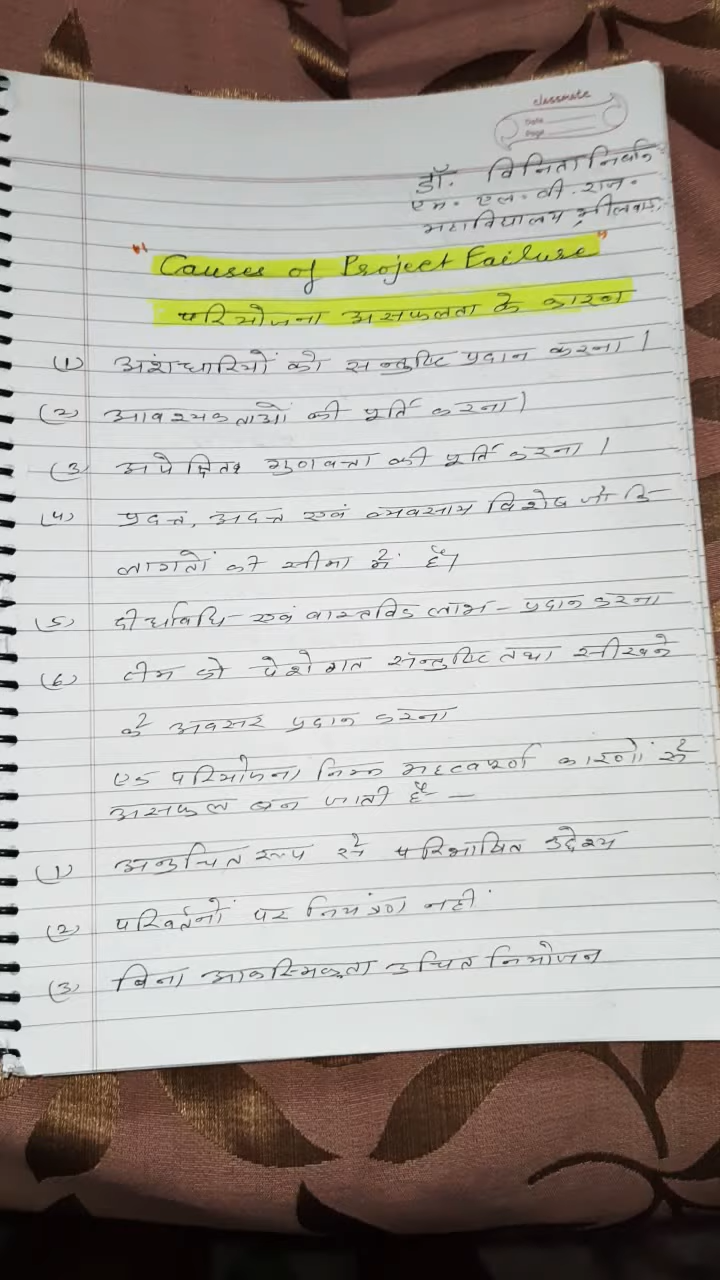 classmate
Date
Page
डॉ. विनिता
एम. एल. वी. राज.
महाविद्यालय, भीलवाड़ा
"Causes of Project Failure"
परियोजना असफलता के कारण
(1) अंशधारियों को सन्तुष्टि प्रदान करना।
(2) आवश्यकताओं की पूर्ति करना।
(3) अपेक्षित गुणवत्ता की पूर्ति करना।
(4) प्रदत्त, अदत्त एवं व्यवसाय विशेष जो कि
लागतों की सीमा में है।
(5) दीर्घावधि एवं वास्तविक लाभ - प्रदान करना
(6) टीम को पेशेगत सन्तुष्टि तथा सीखने
के अवसर प्रदान करना
एक परियोजना निम्न महत्वपूर्ण कारणों से
असफल बन जाती है –
(1) अनुचित रूप से परिभाषित उद्देश्य
(2) परिवर्तनों पर नियंत्रण नहीं
(3) बिना आकस्मिकता उचित नियोजन